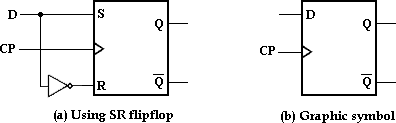 D S Q D Q
CP CP
R Q̅ Q̅
(a) Using SR flipflop (b) Graphic symbol